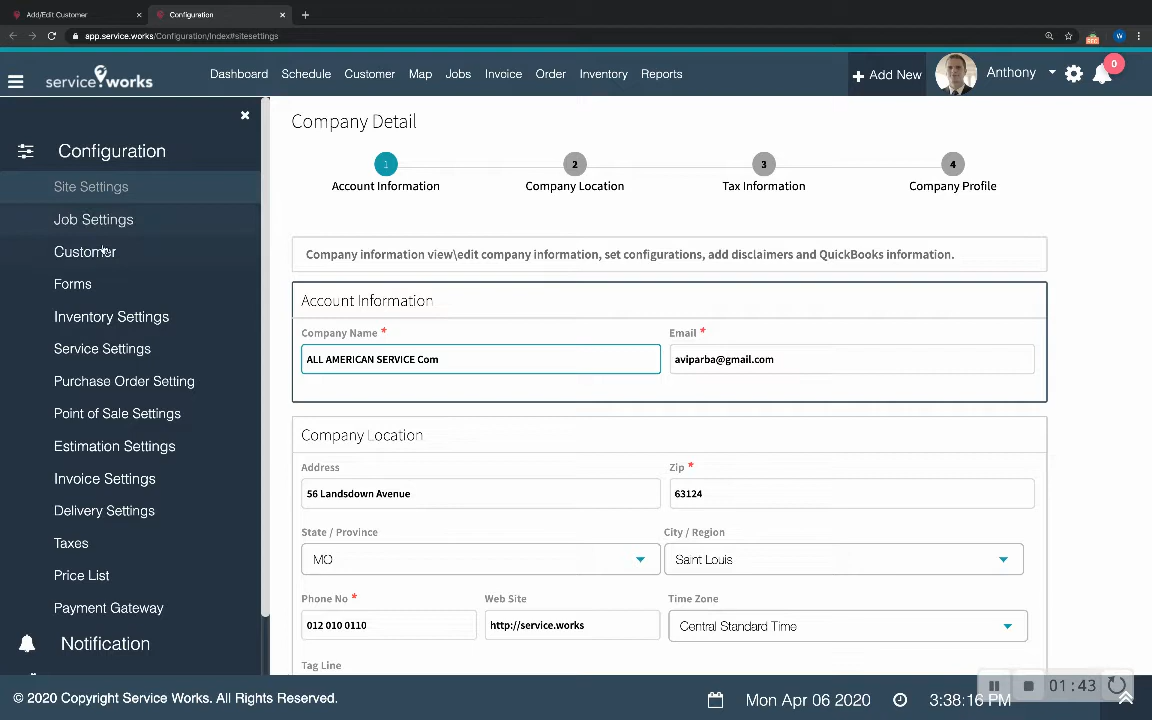 Add/Edit Customer
Configuration
app.service.works/Configuration/Index#sitesettings
REC
W
service works
Dashboard Schedule Customer Map Jobs Invoice Order Inventory Reports
+ Add New
Anthony
0
Configuration
Site Settings
Job Settings
Customer
Forms
Inventory Settings
Service Settings
Purchase Order Setting
Point of Sale Settings
Estimation Settings
Invoice Settings
Delivery Settings
Taxes
Price List
Payment Gateway
Notification
Company Detail
1 2 3 4
Account Information Company Location Tax Information Company Profile
Company information view\edit company information, set configurations, add disclaimers and QuickBooks information.
Account Information
Company Name * Email *
ALL AMERICAN SERVICE Com aviparba@gmail.com
Company Location
Address Zip *
56 Landsdown Avenue 63124
State / Province City / Region
MO Saint Louis
Phone No * Web Site Time Zone
012 010 0110 http://service.works Central Standard Time
Tag Line
© 2020 Copyright Service Works. All Rights Reserved.
Mon Apr 06 2020 3:38:16 PM
01:43